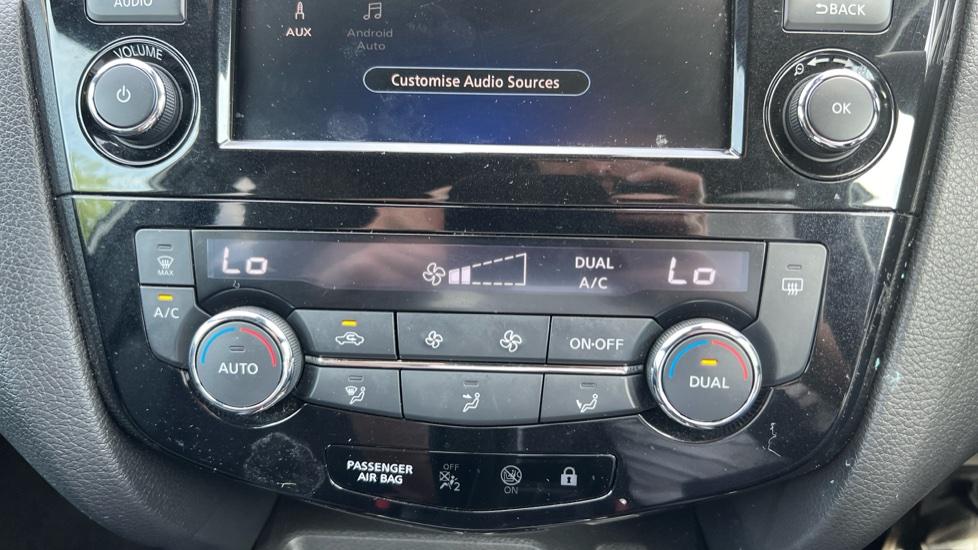 AUDIO
BACK
AUX
Android
Auto
VOLUME
Customise Audio Sources
OK
Lo
DUAL
A/C
Lo
MAX
A/C
ON•OFF
AUTO
DUAL
PASSENGER
AIR BAG
OFF
2
ON